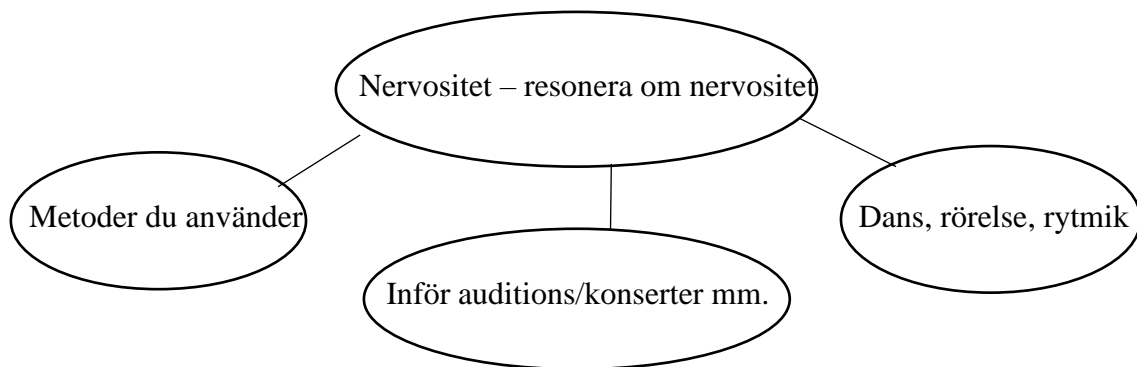 Nervositet – resonera om nervositet
Metoder du använder
Dans, rörelse, rytmik
Inför auditions/konserter mm.